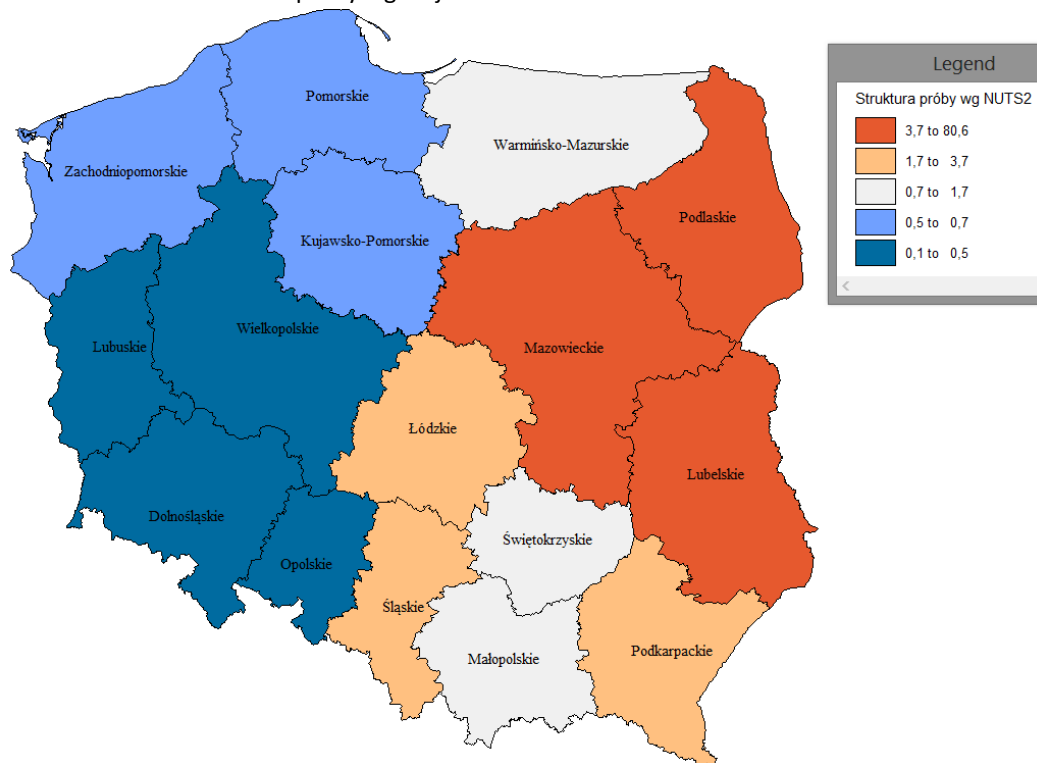 Pomorskie
Warmińsko-Mazurskie
Zachodniopomorskie
Podlaskie
Kujawsko-Pomorskie
Wielkopolskie
Lubuskie
Mazowieckie
Łódzkie
Lubelskie
Dolnośląskie
Świętokrzyskie
Opolskie
Śląskie
Małopolskie
Podkarpackie
Legend
Struktura próby wg NUTS2
3,7 to 80,6
1,7 to 3,7
0,7 to 1,7
0,5 to 0,7
0,1 to 0,5